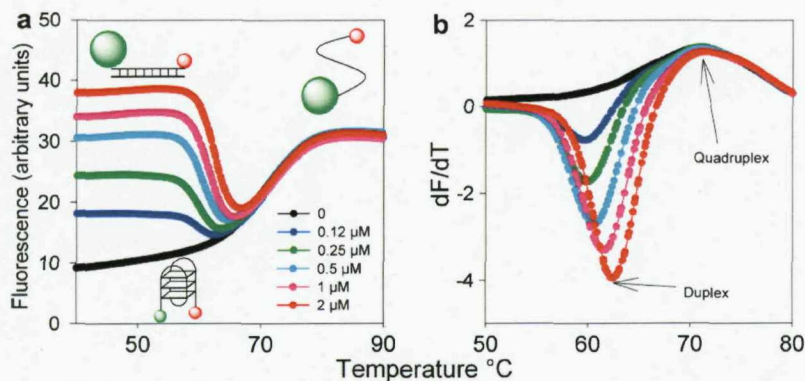 a
b
Fluorescence (arbitrary units)
50
40
30
20
10
0
50
70
90
0
0.12 µM
0.25 µM
0.5 µM
1 µM
2 µM
dF/dT
2
0
-2
-4
50
60
70
80
Quadruplex
Duplex
Temperature °C